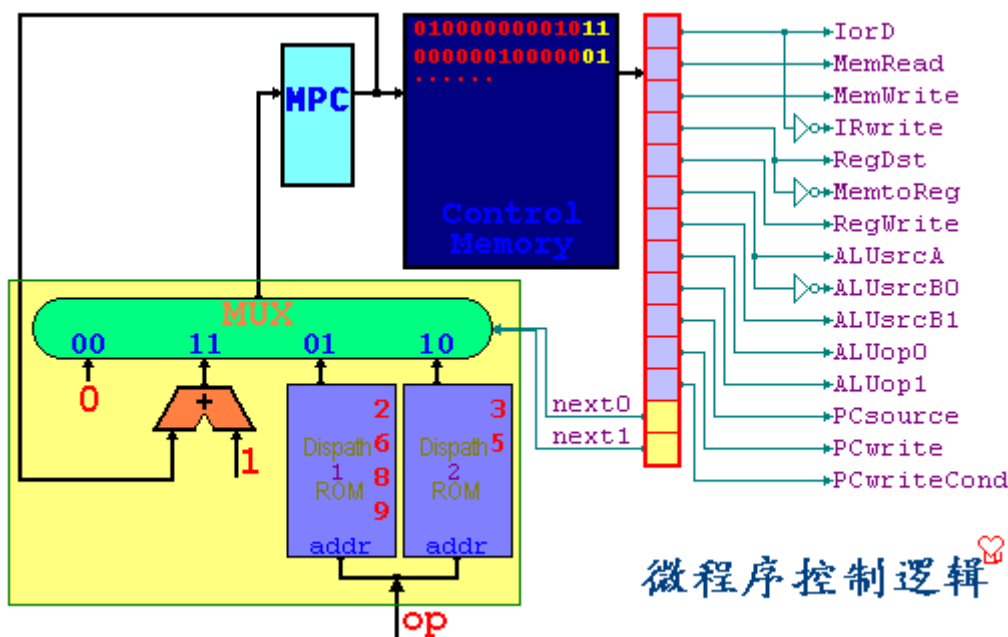 0100000000001011
000000100000001
......
MPC
Control
Memory
IorD
MemRead
MemWrite
IRwrite
RegDst
MemtoReg
RegWrite
ALUsrcA
ALUsrcB0
ALUsrcB1
ALUop0
ALUop1
PCsource
PCwrite
PCwriteCond
MUX
00 11 01 10
0
+
1
next0
next1
2
6
8
9
Dispath
1
ROM
addr
3
5
Dispath
2
ROM
addr
op
微程序控制逻辑